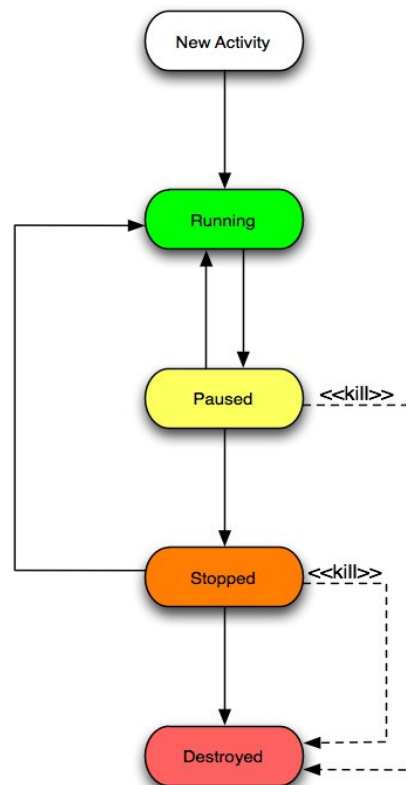 New Activity
Running
Paused
<<kill>>
Stopped
<<kill>>
Destroyed